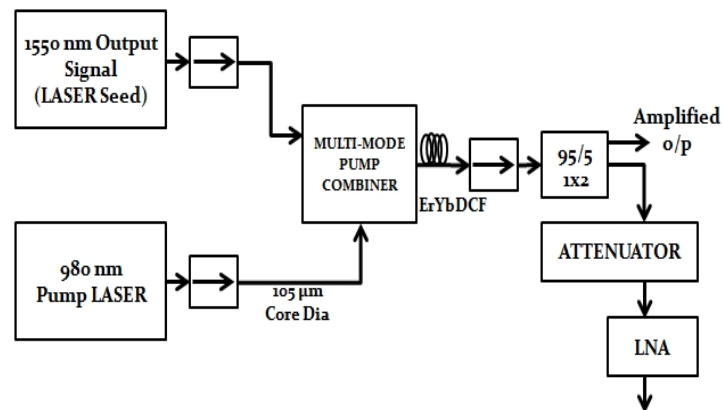 1550 nm Output
Signal
(LASER Seed)
MULTI-MODE
PUMP
COMBINER
ErYbDCF
95/5
1x2
Amplified
o/p
980 nm
Pump LASER
105 µm
Core Dia
ATTENUATOR
LNA